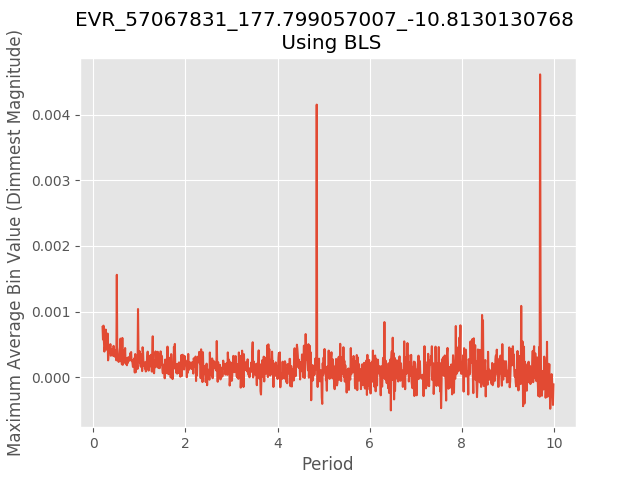 EVR_57067831_177.799057007_-10.8130130768
Using BLS
Maximum Average Bin Value (Dimmest Magnitude)
0.004
0.003
0.002
0.001
0.000
0
2
4
6
8
10
Period